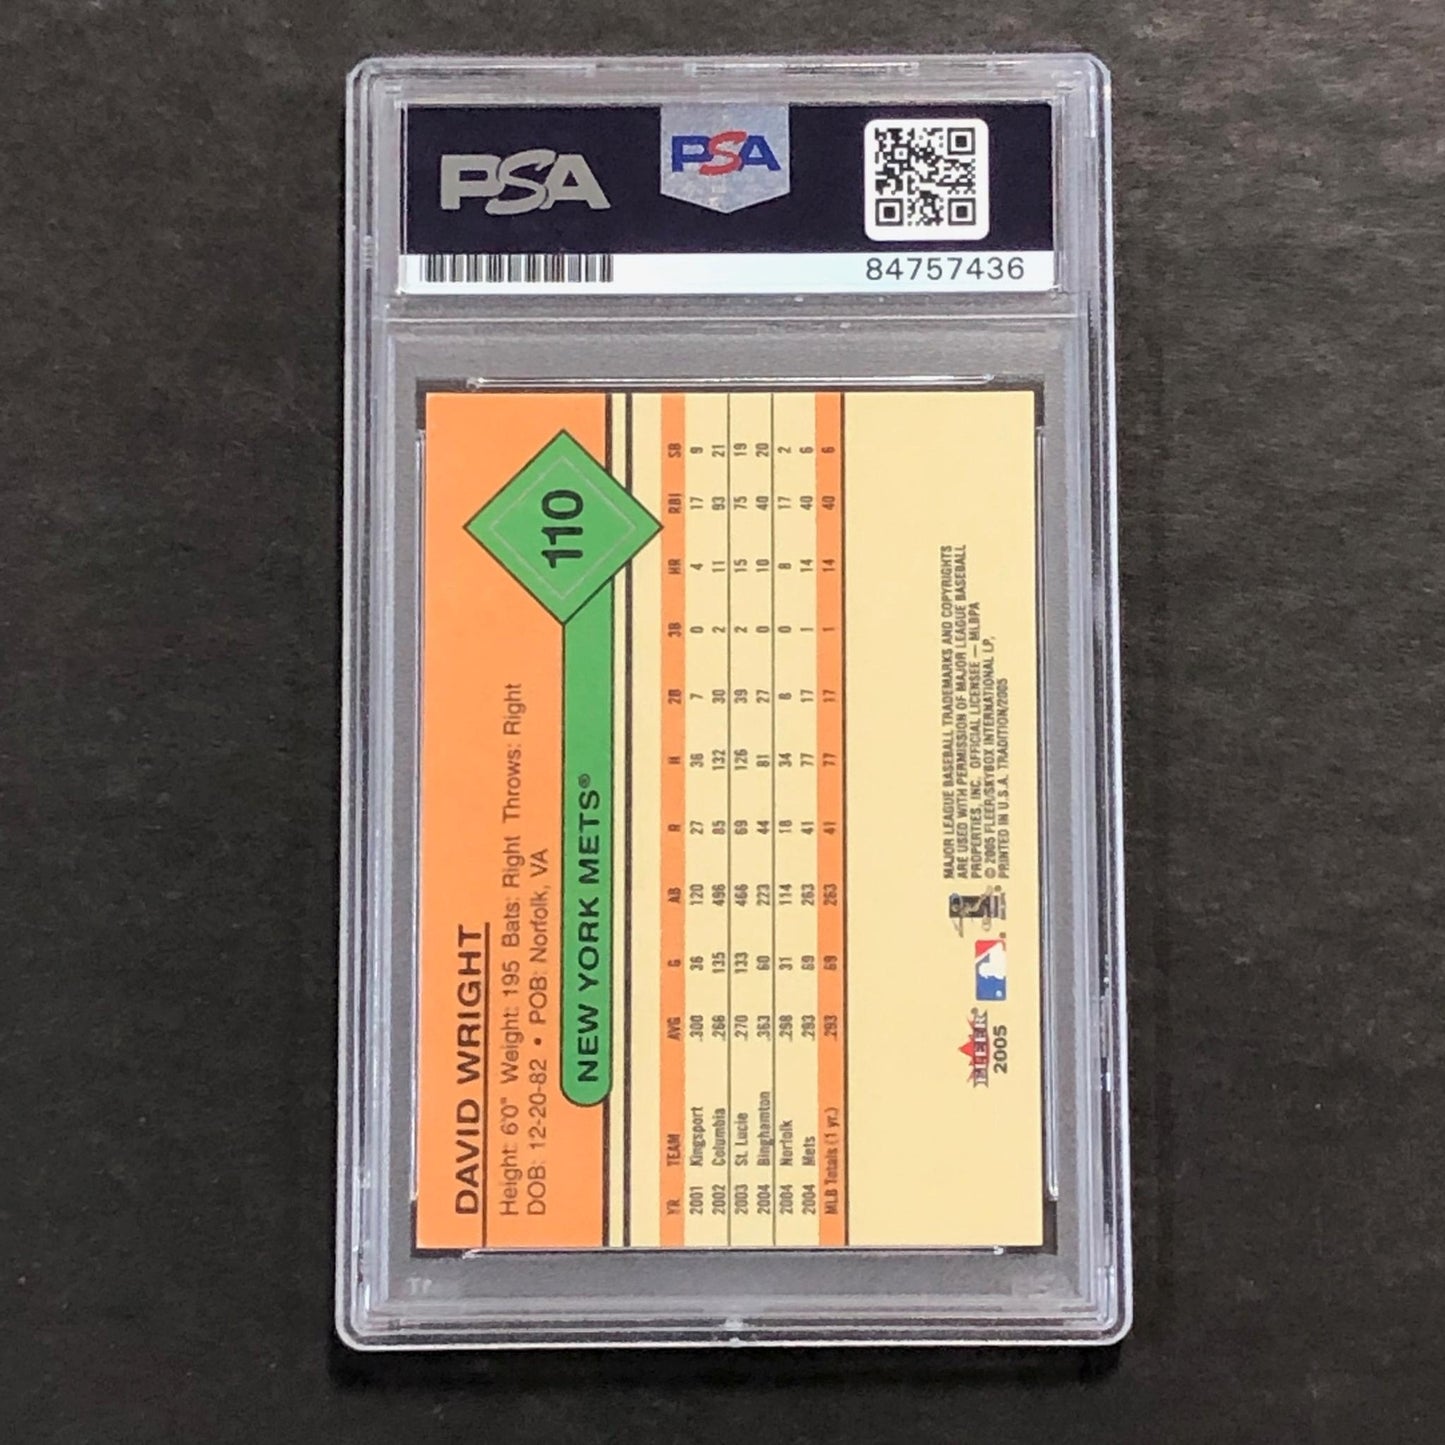 PSA
PSA
84757436
110
DAVID WRIGHT
Height: 6'0" Weight: 195 Bats: Right Throws: Right
DOB: 12-20-82 • POB: Norfolk, VA
NEW YORK METS®
YR TEAM AVG G AB R H 2B 3B HR RBI SB
2001 Kingsport .300 36 120 27 36 7 0 4 17 9
2002 Columbia .266 135 496 85 132 30 2 11 93 21
2003 St. Lucie .270 133 466 69 126 39 2 15 75 19
2004 Binghamton .363 60 223 44 81 27 0 10 40 20
2004 Norfolk .298 31 114 18 34 8 0 8 17 2
2004 Mets .293 69 263 41 77 17 1 14 40 6
MLB Totals (1 yr.) .293 69 263 41 77 17 1 14 40 6
FLEER®
2005
MAJOR LEAGUE BASEBALL TRADEMARKS AND COPYRIGHTS
ARE USED WITH PERMISSION OF MAJOR LEAGUE BASEBALL
PROPERTIES, INC. OFFICIAL LICENSEE — MLBPA
© 2005 FLEER/SKYBOX INTERNATIONAL LP,
PRINTED IN U.S.A. TRADITION/2005